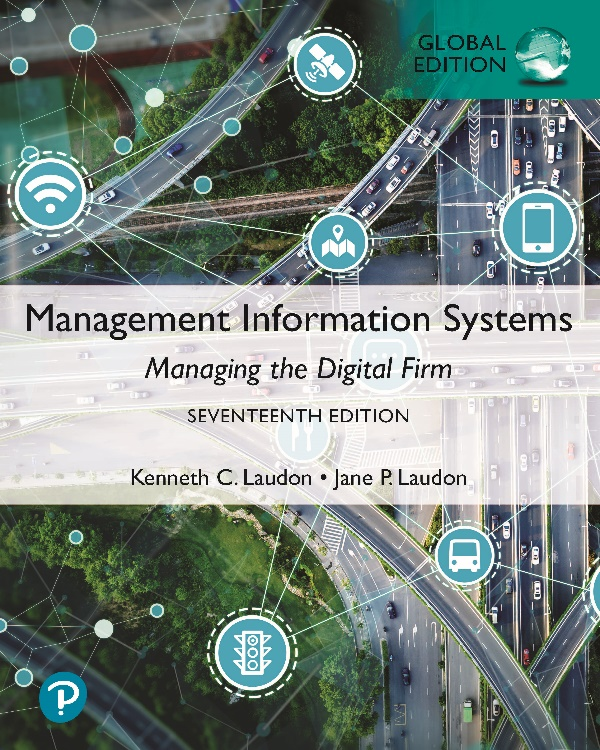 GLOBAL
EDITION
Management Information Systems
Managing the Digital Firm
SEVENTEENTH EDITION
Kenneth C. Laudon • Jane P. Laudon
P